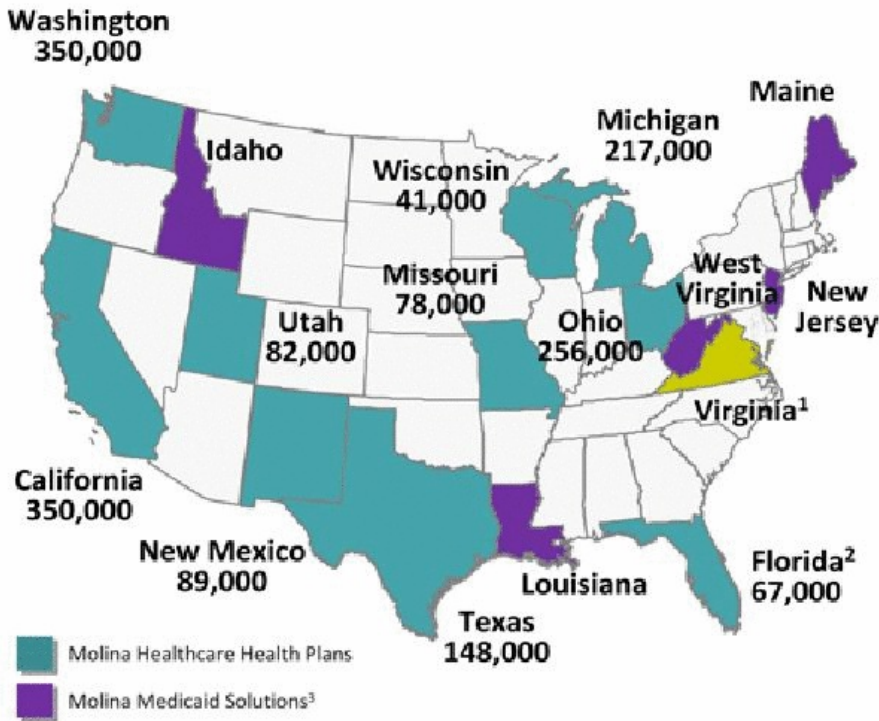 Washington
350,000
Maine
Michigan
217,000
Idaho
Wisconsin
41,000
West
Virginia
New
Jersey
Missouri
78,000
Utah
82,000
Ohio
256,000
Virginia¹
California
350,000
New Mexico
89,000
Florida²
67,000
Louisiana
Texas
148,000
Molina Healthcare Health Plans
Molina Medicaid Solutions³